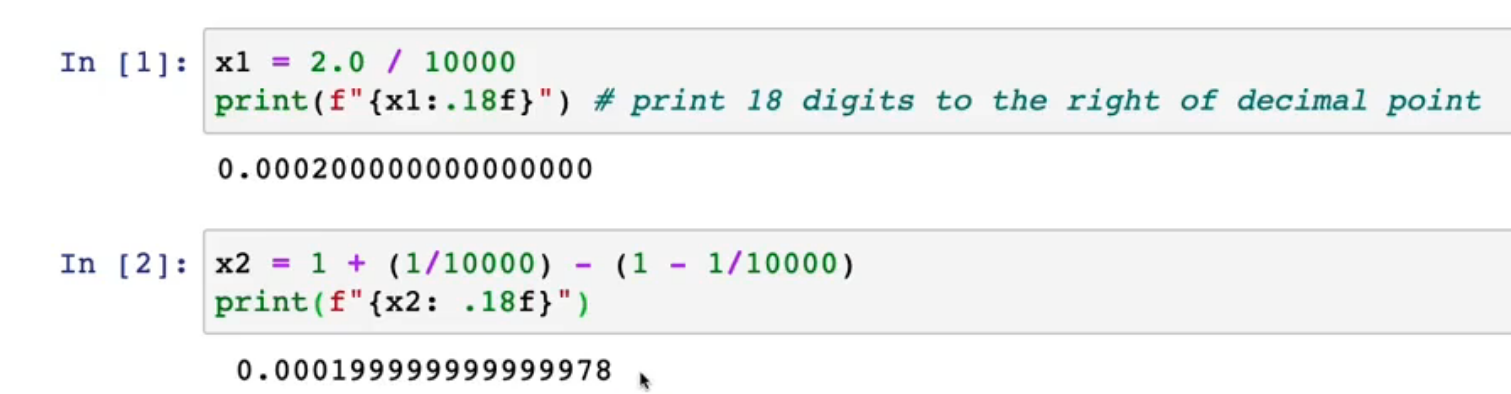 In [1]: x1 = 2.0 / 10000
print(f"{x1:.18f}") # print 18 digits to the right of decimal point
0.000200000000000000
In [2]: x2 = 1 + (1/10000) - (1 - 1/10000)
print(f"{x2: .18f}")
0.000199999999999978